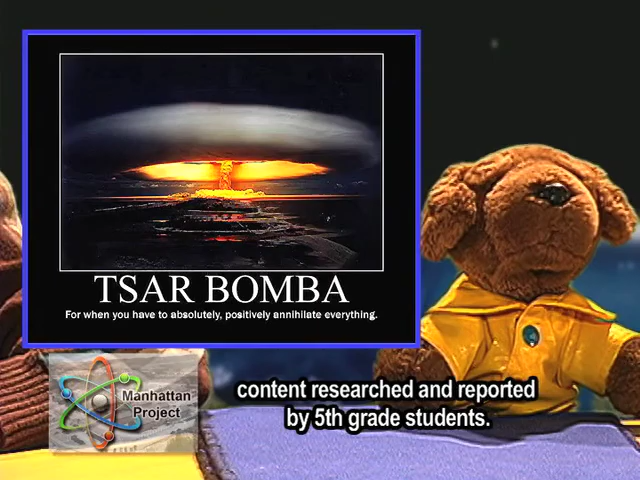 TSAR BOMBA
For when you have to absolutely, positively annihilate everything.
Manhattan
Project
content researched and reported
by 5th grade students.